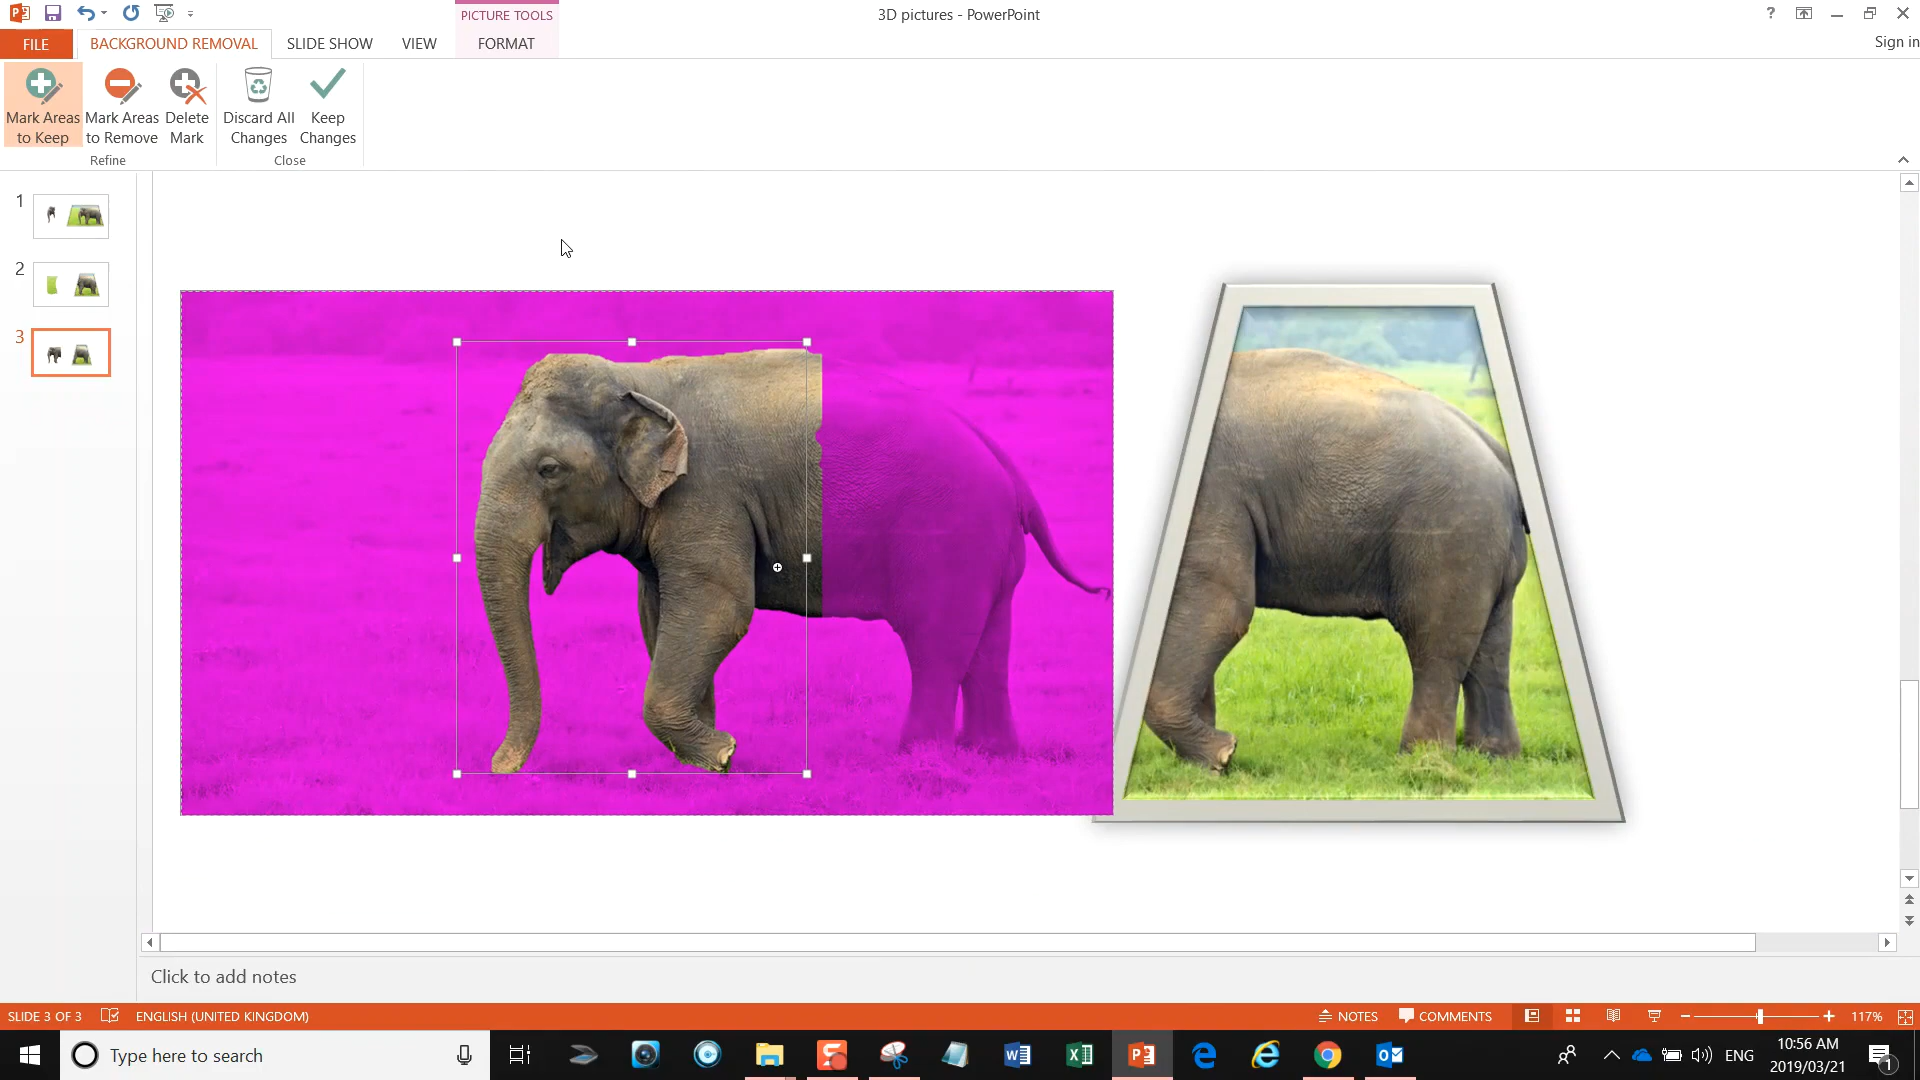 PICTURE TOOLS
3D pictures - PowerPoint
?
FILE
BACKGROUND REMOVAL
SLIDE SHOW
VIEW
FORMAT
Sign in
Mark Areas
to Keep
Mark Areas
to Remove
Delete
Mark
Discard All
Changes
Keep
Changes
Refine
Close
1
2
3
Click to add notes
SLIDE 3 OF 3
ENGLISH (UNITED KINGDOM)
NOTES
COMMENTS
117%
Type here to search
ENG
10:56 AM
2019/03/21
1